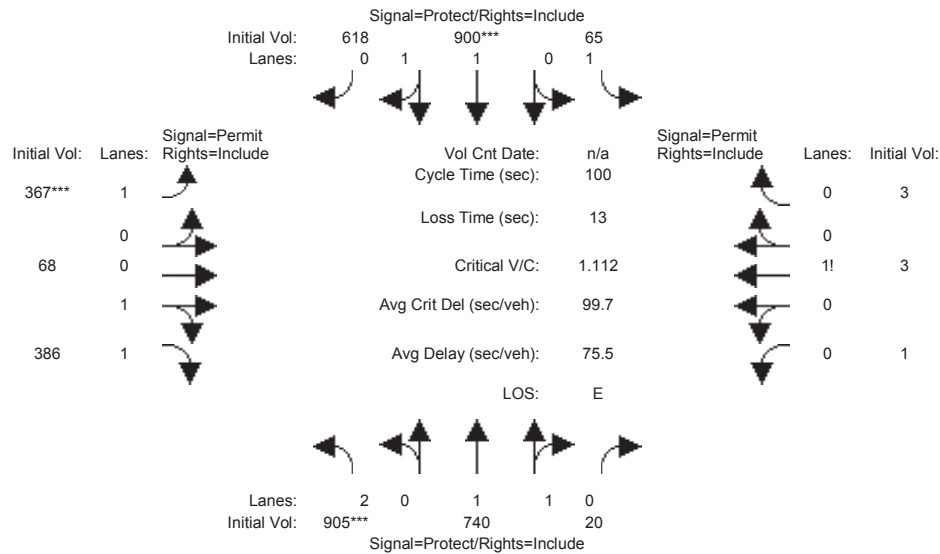 Signal=Protect/Rights=Include
Initial Vol: 618 900*** 65
Lanes: 0 1 1 0 1
Signal=Permit Signal=Permit
Initial Vol: Lanes: Rights=Include Vol Cnt Date: n/a Rights=Include Lanes: Initial Vol:
Cycle Time (sec): 100
367*** 1 0 3
Loss Time (sec): 13
0 0
68 0 Critical V/C: 1.112 1! 3
1 Avg Crit Del (sec/veh): 99.7 0
386 1 Avg Delay (sec/veh): 75.5 0 1
LOS: E
Lanes: 2 0 1 1 0
Initial Vol: 905*** 740 20
Signal=Protect/Rights=Include